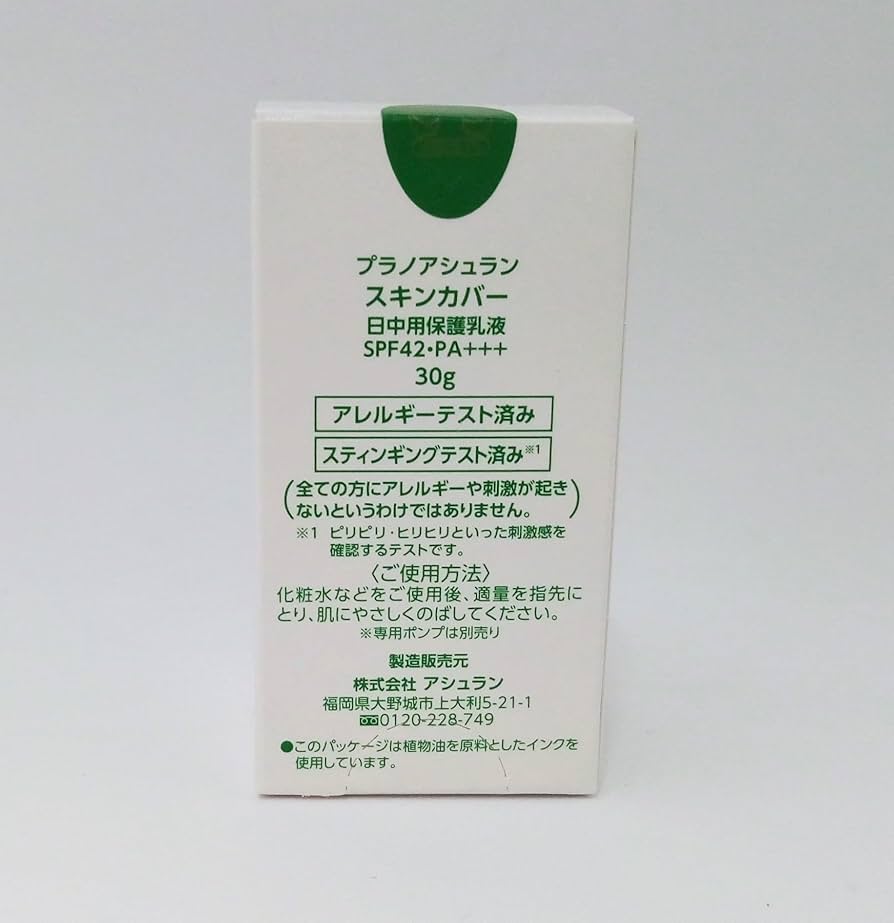 プラノアシュラン
スキンカバー
日中用保護乳液
SPF42・PA+++
30g
アレルギーテスト済み
スティンギングテスト済み※1
(全ての方にアレルギーや刺激が起き
ないというわけではありません。)
※1 ピリピリ・ヒリヒリといった刺激感を
確認するテストです。
〈ご使用方法〉
化粧水などをご使用後、適量を指先に
とり、肌にやさしくのばしてください。
※専用ポンプは別売り
製造販売元
株式会社 アシュラン
福岡県大野城市上大利5-21-1
0120-228-749
●このパッケージは植物油を原料としたインクを
使用しています。